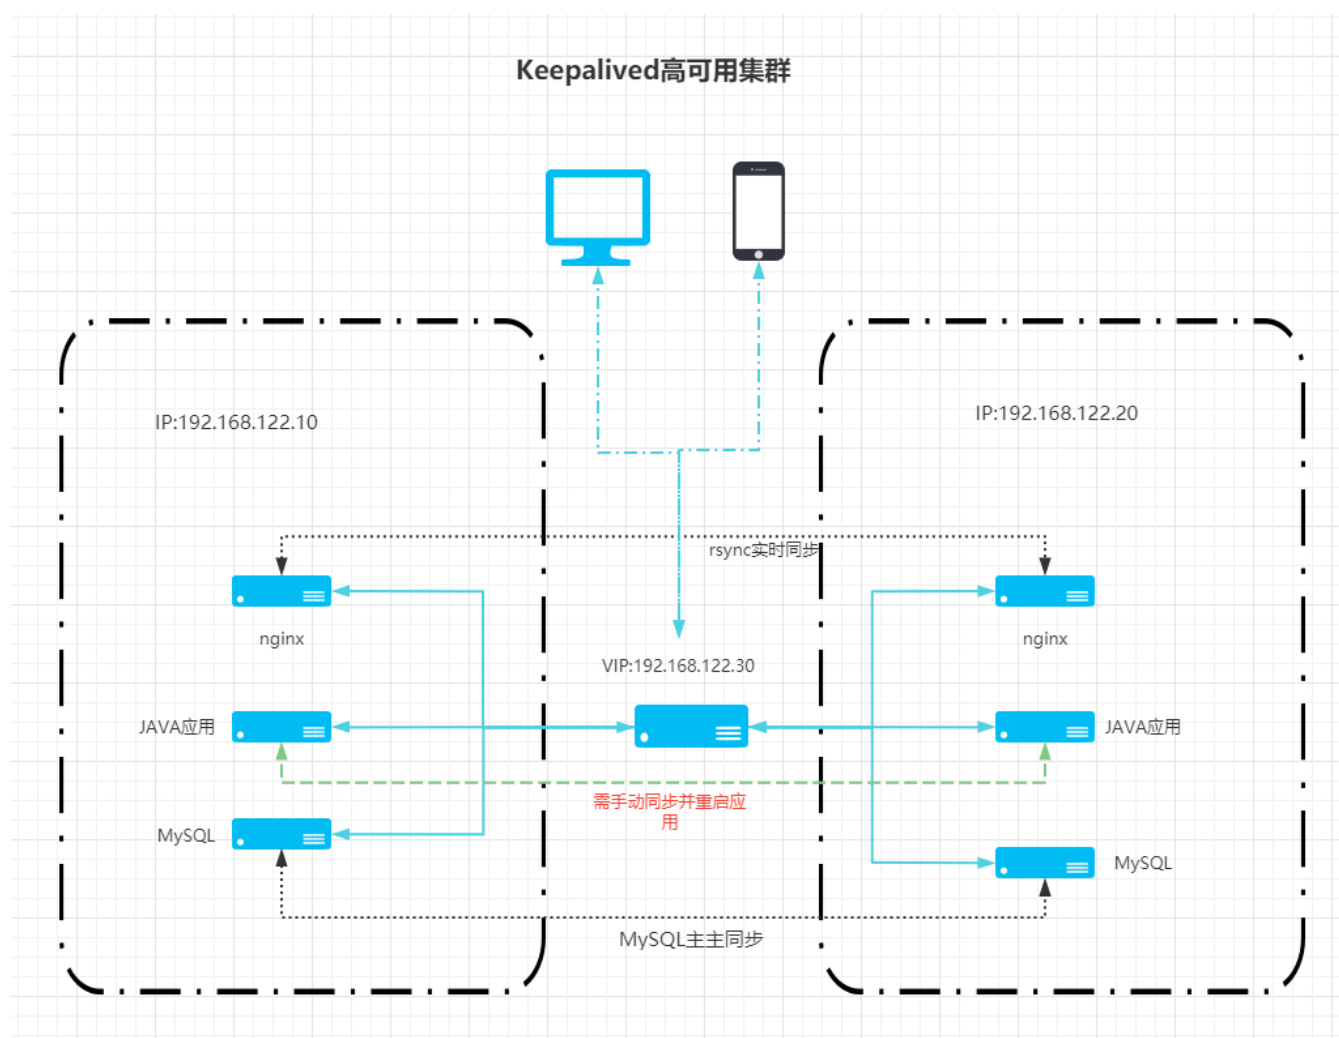 Keepalived高可用集群
IP:192.168.122.10
IP:192.168.122.20
rsync实时同步
nginx
nginx
VIP:192.168.122.30
JAVA应用
JAVA应用
需手动同步并重启应
用
MySQL
MySQL
MySQL主主同步